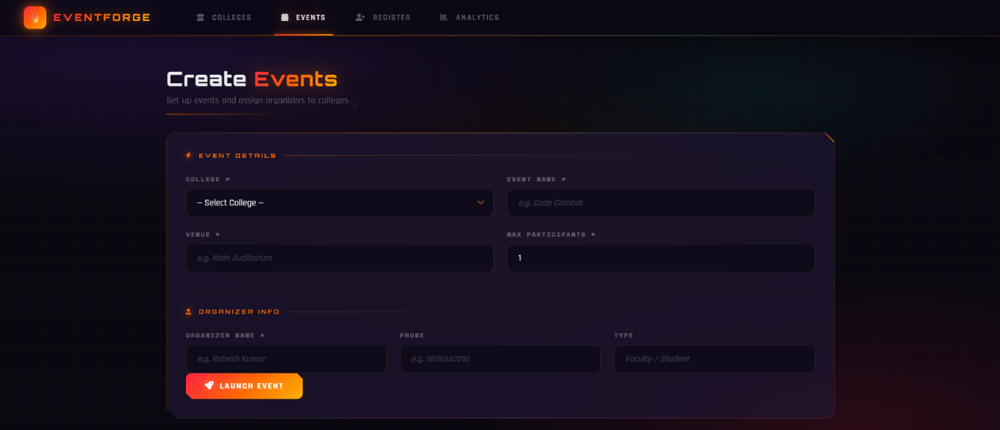 EVENTFORGE
COLLEGES
EVENTS
REGISTER
ANALYTICS
Create Events
Set up events and assign organizers to colleges
EVENT DETAILS
COLLEGE *
EVENT NAME *
— Select College —
e.g. Code Combat
VENUE *
MAX PARTICIPANTS *
e.g. Main Auditorium
1
ORGANIZER INFO
ORGANIZER NAME *
PHONE
TYPE
e.g. Rahesh Kumar
e.g. 9876543210
Faculty / Student
LAUNCH EVENT